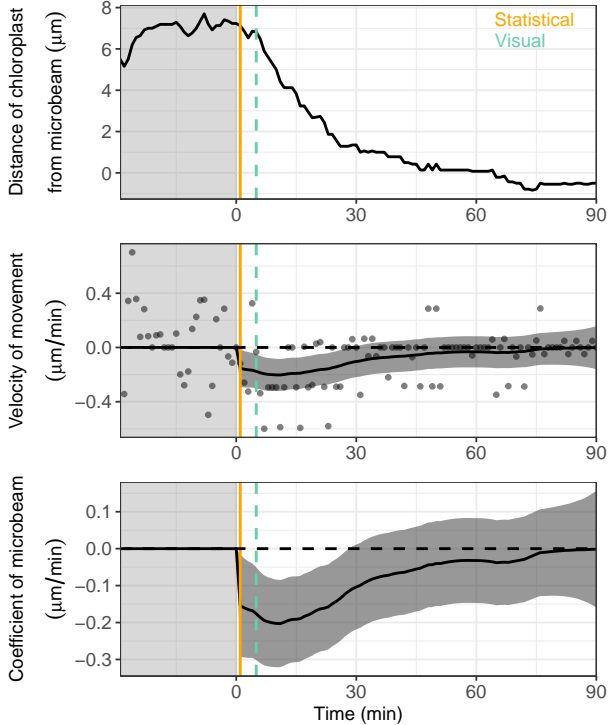 Distance of chloroplast
from microbeam (μm)
8
6
4
2
0
Statistical
Visual
0
30
60
90
Velocity of movement
(μm/min)
0.4
0.0
−0.4
0
30
60
90
Coefficient of microbeam
(μm/min)
0.1
0.0
−0.1
−0.2
−0.3
0
30
60
90
Time (min)